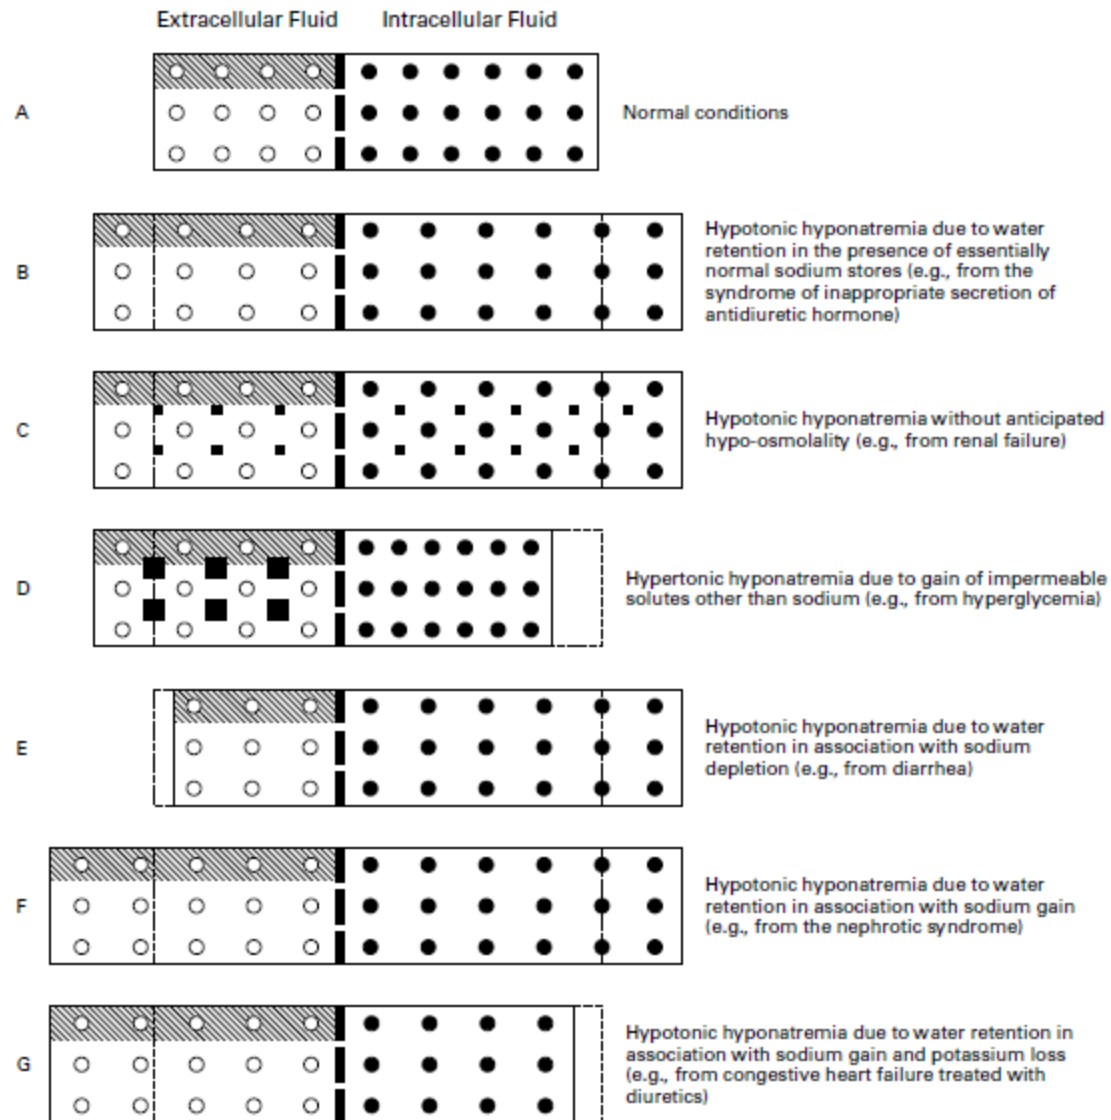 Extracellular Fluid Intracellular Fluid
A
Normal conditions
B
Hypotonic hyponatremia due to water
retention in the presence of essentially
normal sodium stores (e.g., from the
syndrome of inappropriate secretion of
antidiuretic hormone)
C
Hypotonic hyponatremia without anticipated
hypo-osmolality (e.g., from renal failure)
D
Hypertonic hyponatremia due to gain of impermeable
solutes other than sodium (e.g., from hyperglycemia)
E
Hypotonic hyponatremia due to water
retention in association with sodium
depletion (e.g., from diarrhea)
F
Hypotonic hyponatremia due to water
retention in association with sodium gain
(e.g., from the nephrotic syndrome)
G
Hypotonic hyponatremia due to water retention in
association with sodium gain and potassium loss
(e.g., from congestive heart failure treated with
diuretics)